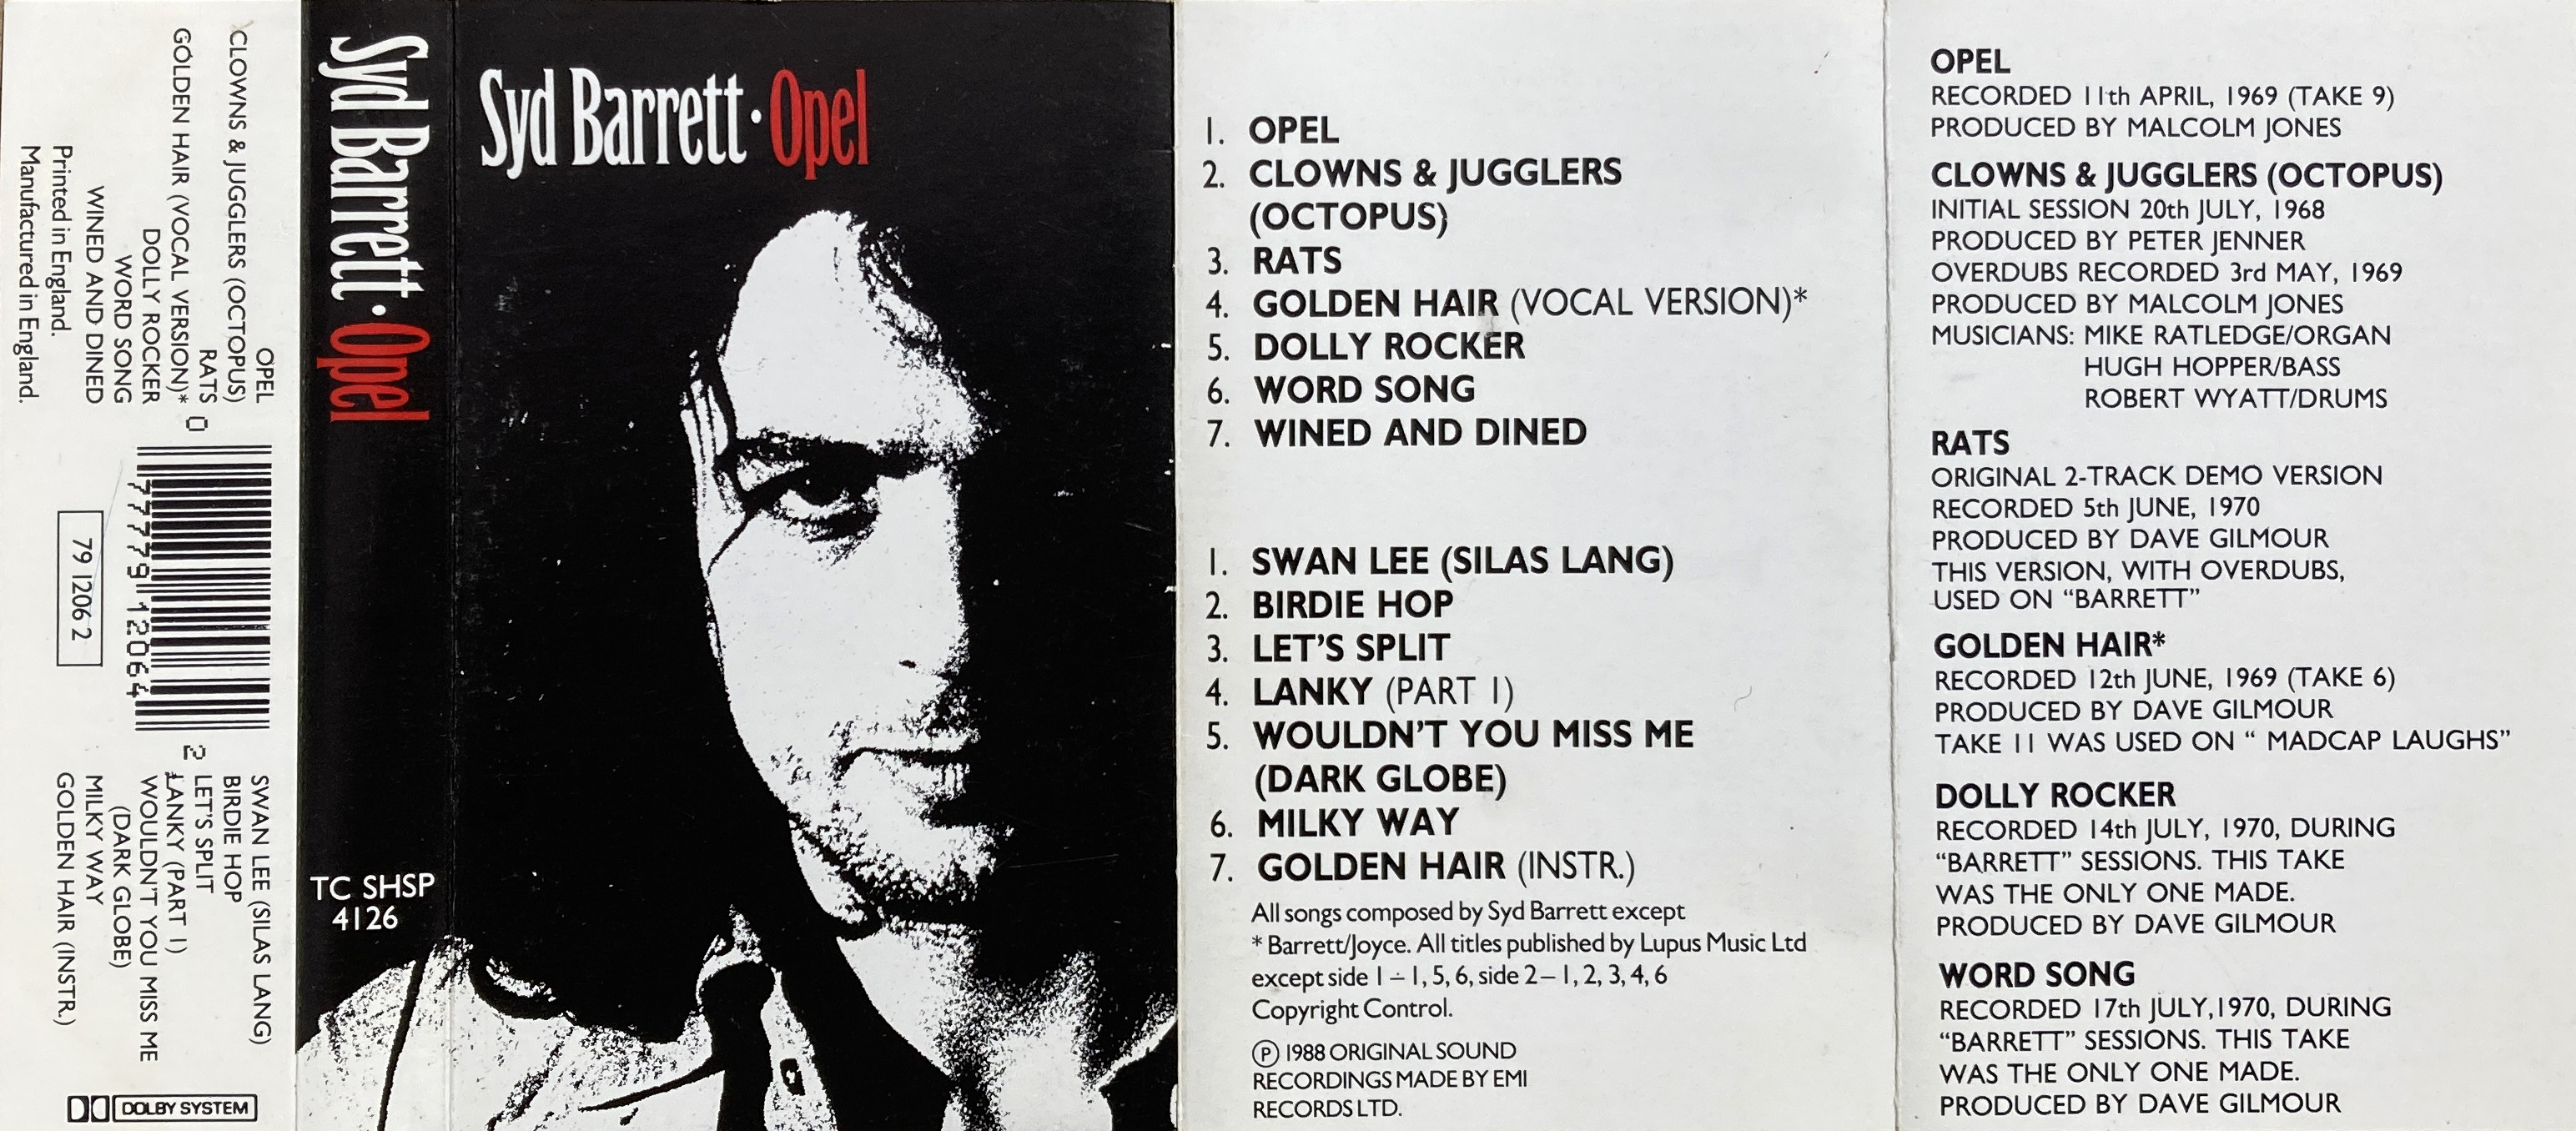 OPEL
CLOWNS & JUGGLERS (OCTOPUS)
RATS
GOLDEN HAIR (VOCAL VERSION)*
DOLLY ROCKER
WORD SONG
WINED AND DINED
Printed in England.
Manufactured in England.
0 77779 12064 2
79 1206 2
SWAN LEE (SILAS LANG)
BIRDIE HOP
LET'S SPLIT
LANKY (PART 1)
WOULDN'T YOU MISS ME
(DARK GLOBE)
MILKY WAY
GOLDEN HAIR (INSTR.)
DOLBY SYSTEM
Syd Barrett · Opel
TC SHSP
4126
Syd Barrett · Opel
1. OPEL
2. CLOWNS & JUGGLERS
(OCTOPUS)
3. RATS
4. GOLDEN HAIR (VOCAL VERSION)*
5. DOLLY ROCKER
6. WORD SONG
7. WINED AND DINED
1. SWAN LEE (SILAS LANG)
2. BIRDIE HOP
3. LET'S SPLIT
4. LANKY (PART 1)
5. WOULDN'T YOU MISS ME
(DARK GLOBE)
6. MILKY WAY
7. GOLDEN HAIR (INSTR.)
All songs composed by Syd Barrett except
* Barrett/Joyce. All titles published by Lupus Music Ltd
except side 1 – 1, 5, 6, side 2 – 1, 2, 3, 4, 6
Copyright Control.
Ⓟ 1988 ORIGINAL SOUND
RECORDINGS MADE BY EMI
RECORDS LTD.
OPEL
RECORDED 11th APRIL, 1969 (TAKE 9)
PRODUCED BY MALCOLM JONES
CLOWNS & JUGGLERS (OCTOPUS)
INITIAL SESSION 20th JULY, 1968
PRODUCED BY PETER JENNER
OVERDUBS RECORDED 3rd MAY, 1969
PRODUCED BY MALCOLM JONES
MUSICIANS: MIKE RATLEDGE/ORGAN
HUGH HOPPER/BASS
ROBERT WYATT/DRUMS
RATS
ORIGINAL 2-TRACK DEMO VERSION
RECORDED 5th JUNE, 1970
PRODUCED BY DAVE GILMOUR
THIS VERSION, WITH OVERDUBS,
USED ON "BARRETT"
GOLDEN HAIR*
RECORDED 12th JUNE, 1969 (TAKE 6)
PRODUCED BY DAVE GILMOUR
TAKE 11 WAS USED ON " MADCAP LAUGHS"
DOLLY ROCKER
RECORDED 14th JULY, 1970, DURING
"BARRETT" SESSIONS. THIS TAKE
WAS THE ONLY ONE MADE.
PRODUCED BY DAVE GILMOUR
WORD SONG
RECORDED 17th JULY,1970, DURING
"BARRETT" SESSIONS. THIS TAKE
WAS THE ONLY ONE MADE.
PRODUCED BY DAVE GILMOUR